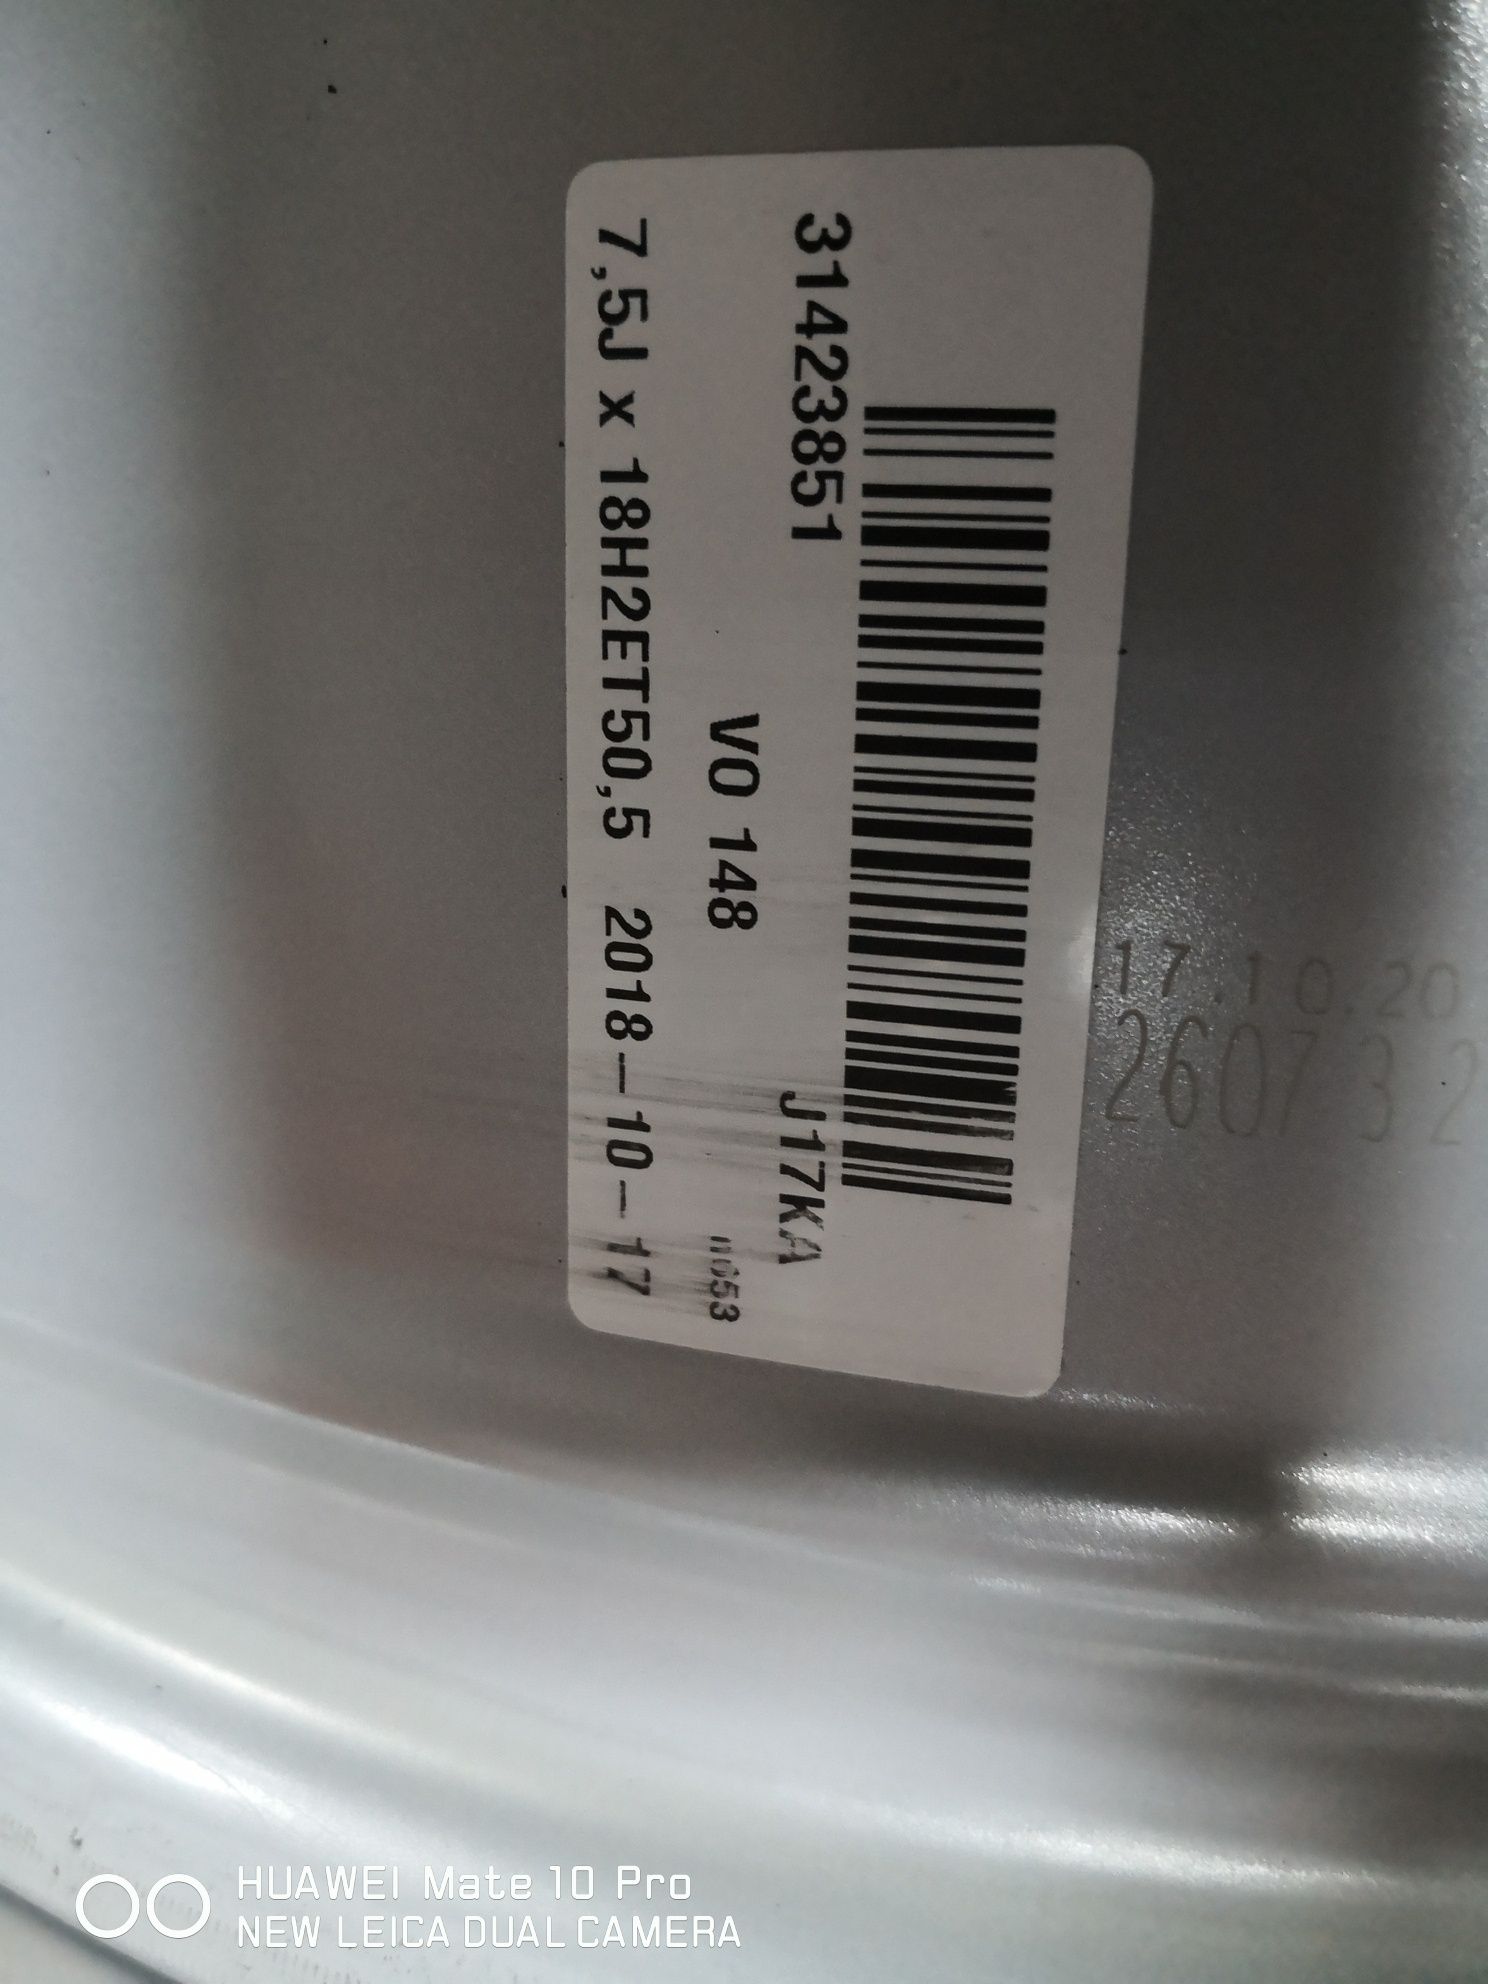 31423851
J17KA
VO 148
7,5J x 18H2ET50,5 2018-10-17
17.10.20
HUAWEI Mate 10 Pro
NEW LEICA DUAL CAMERA